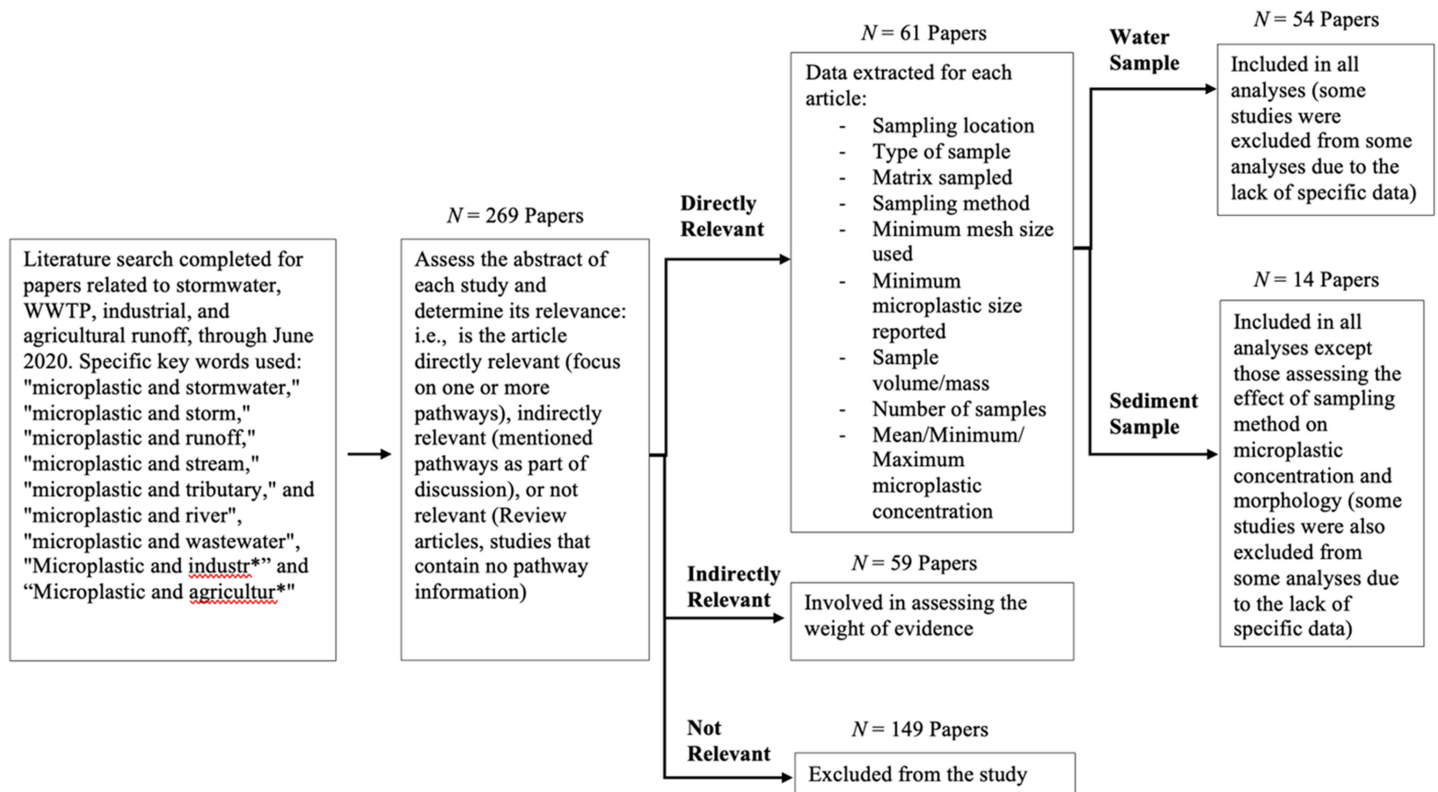 Literature search completed for
papers related to stormwater,
WWTP, industrial, and
agricultural runoff, through June
2020. Specific key words used:
"microplastic and stormwater,"
"microplastic and storm,"
"microplastic and runoff,"
"microplastic and stream,"
"microplastic and tributary," and
"microplastic and river",
"microplastic and wastewater",
"Microplastic and industr*” and
“Microplastic and agricultur*"
N = 269 Papers
Assess the abstract of
each study and
determine its relevance:
i.e., is the article
directly relevant (focus
on one or more
pathways), indirectly
relevant (mentioned
pathways as part of
discussion), or not
relevant (Review
articles, studies that
contain no pathway
information)
Directly
Relevant
N = 61 Papers
Data extracted for each
article:
- Sampling location
- Type of sample
- Matrix sampled
- Sampling method
- Minimum mesh size
used
- Minimum
microplastic size
reported
- Sample
volume/mass
- Number of samples
- Mean/Minimum/
Maximum
microplastic
concentration
Indirectly
Relevant
N = 59 Papers
Involved in assessing the
weight of evidence
Not
Relevant
N = 149 Papers
Excluded from the study
Water
Sample
N = 54 Papers
Included in all
analyses (some
studies were
excluded from some
analyses due to the
lack of specific data)
Sediment
Sample
N = 14 Papers
Included in all
analyses except
those assessing the
effect of sampling
method on
microplastic
concentration and
morphology (some
studies were also
excluded from
some analyses due
to the lack of
specific data)